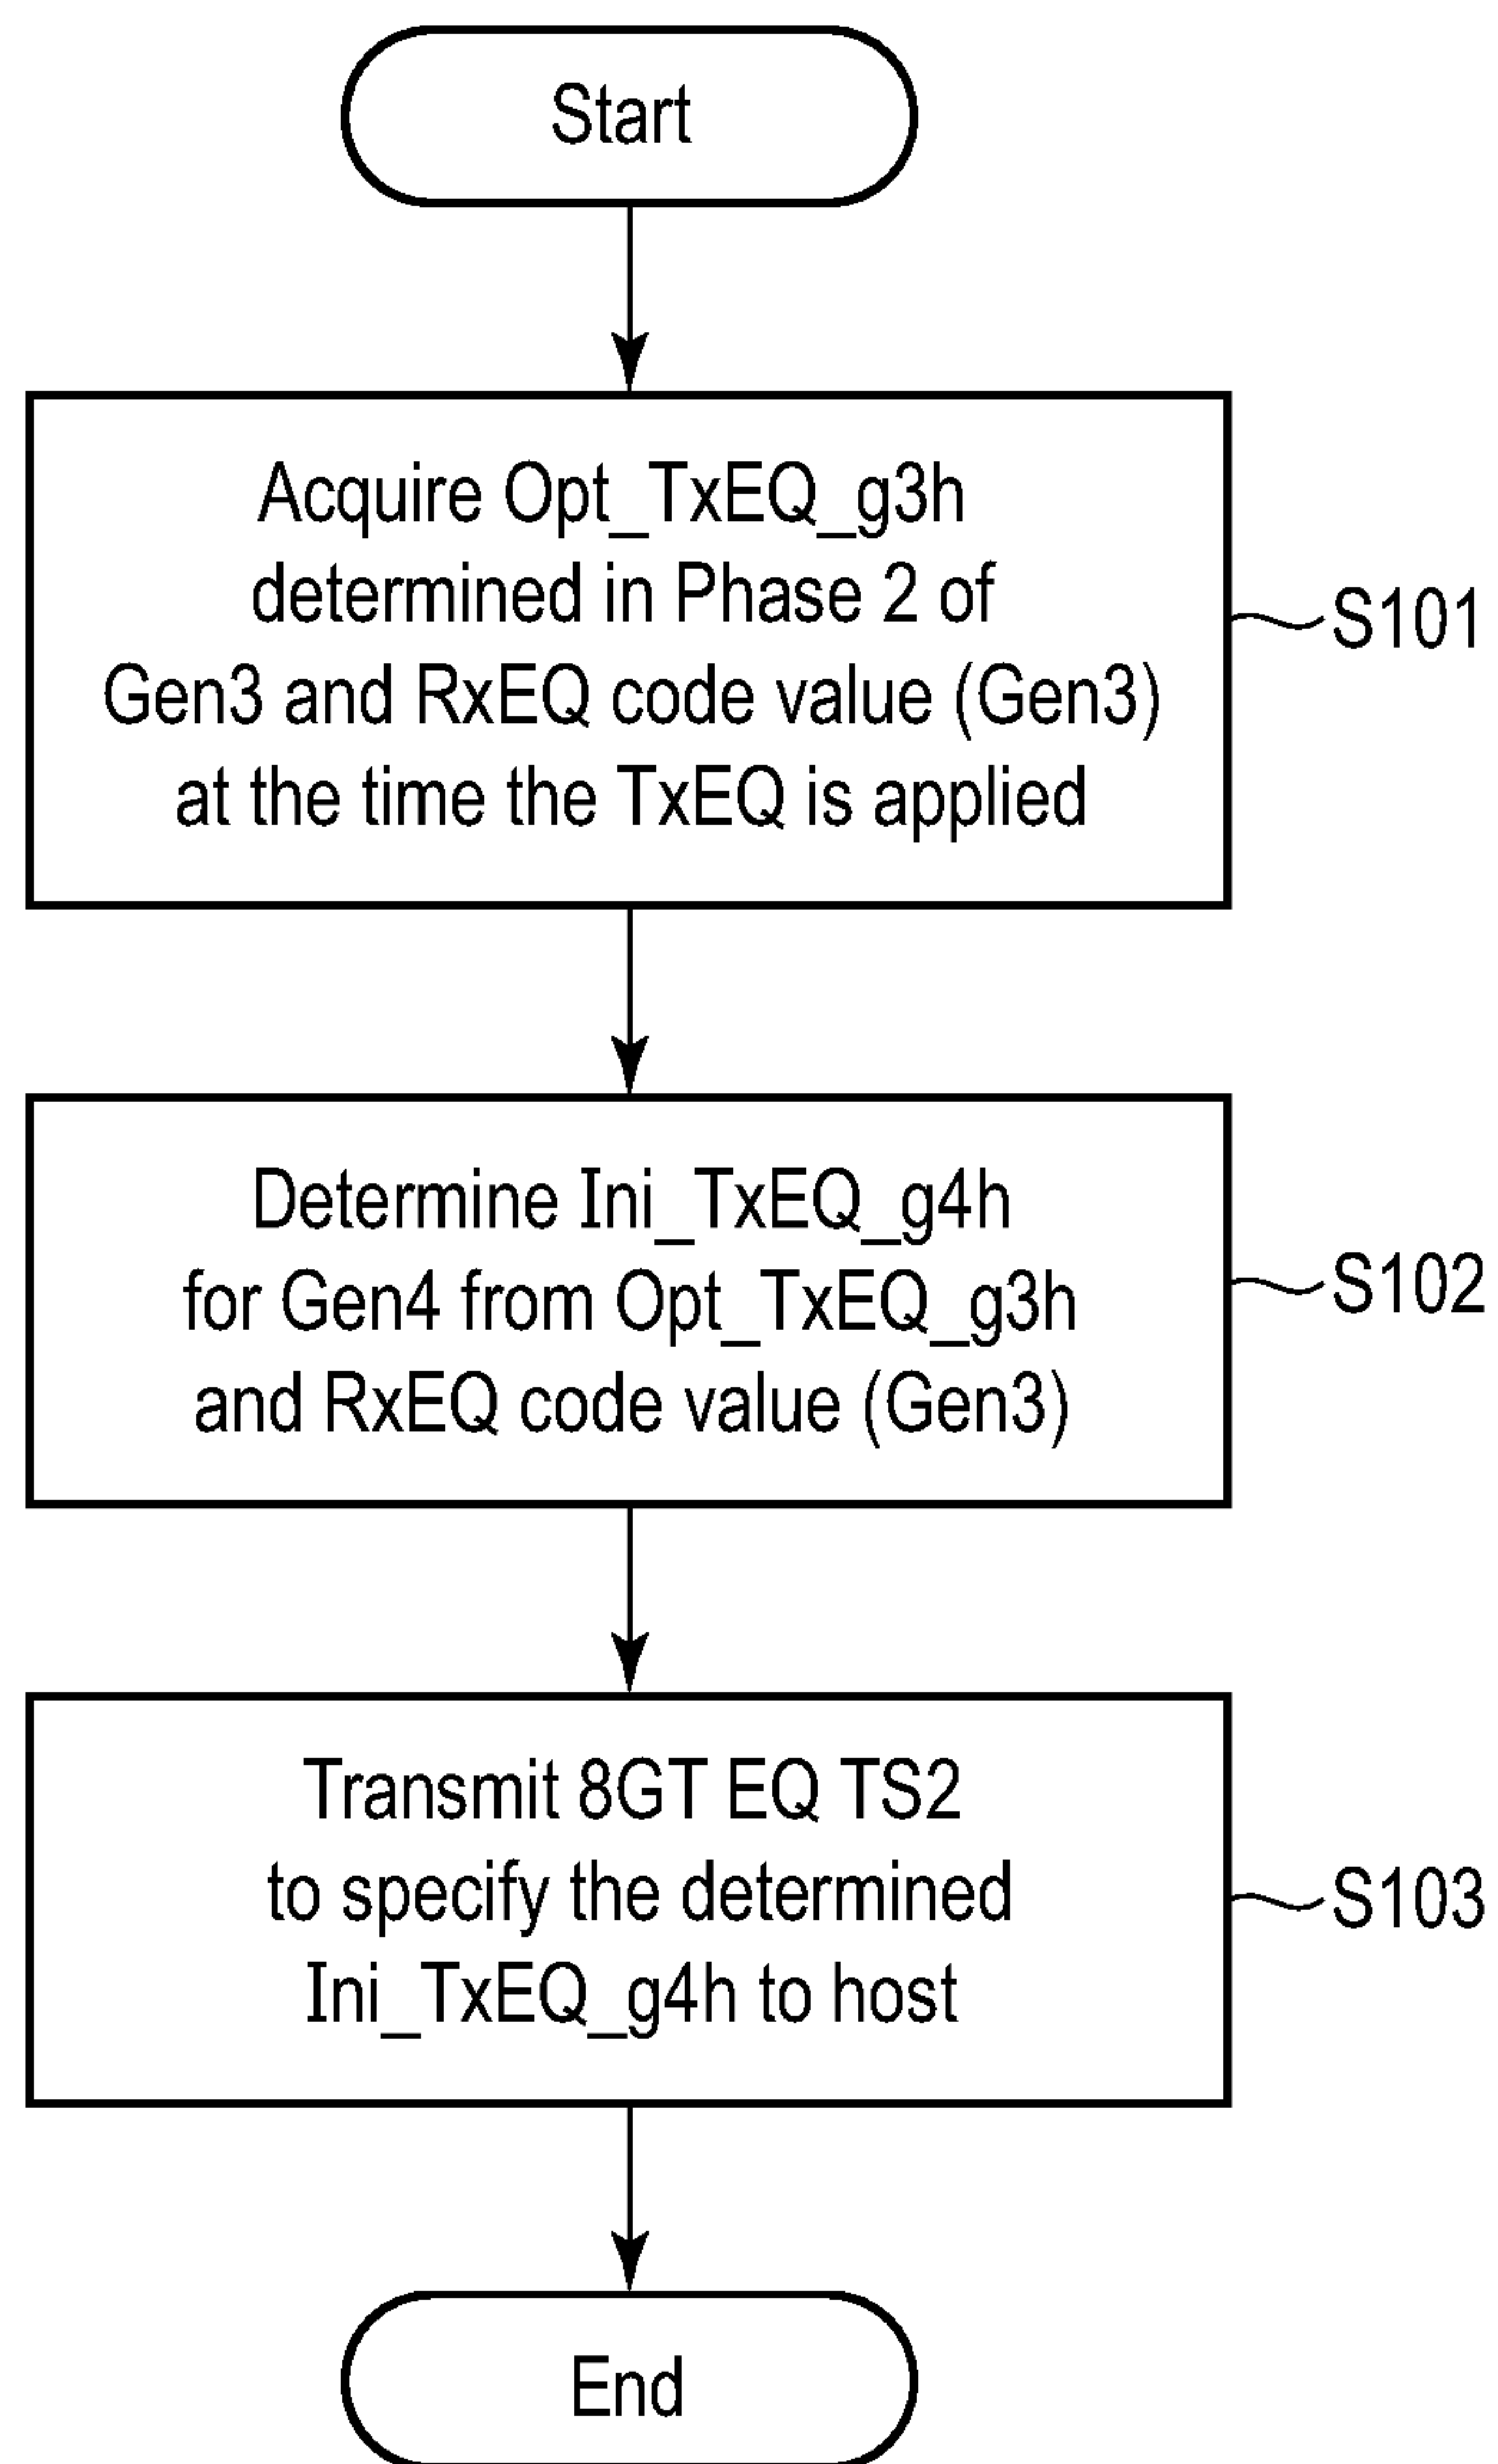 Start
Acquire Opt_TxEQ_g3h
determined in Phase 2 of
Gen3 and RxEQ code value (Gen3)
at the time the TxEQ is applied
S101
Determine Ini_TxEQ_g4h
for Gen4 from Opt_TxEQ_g3h
and RxEQ code value (Gen3)
S102
Transmit 8GT EQ TS2
to specify the determined
Ini_TxEQ_g4h to host
S103
End